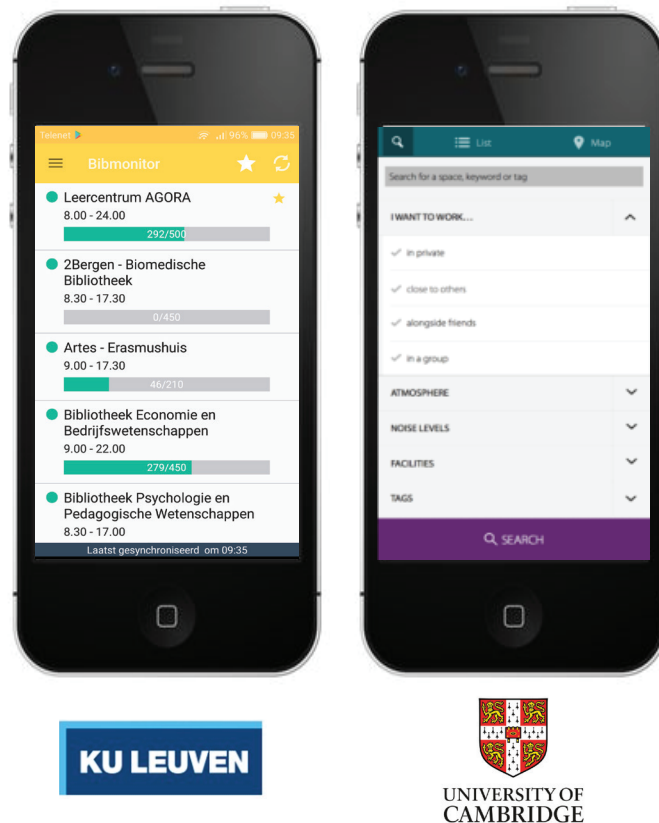 Telenet 96% 09:35
Bibmonitor
Leercentrum AGORA
8.00 - 24.00
292/500
2Bergen - Biomedische
Bibliotheek
8.30 - 17.30
0/450
Artes - Erasmushuis
9.00 - 17.30
46/210
Bibliotheek Economie en
Bedrijfswetenschappen
9.00 - 22.00
279/450
Bibliotheek Psychologie en
Pedagogische Wetenschappen
8.30 - 17.00
Laatst gesynchroniseerd om 09:35
KU LEUVEN
List Map
Search for a space, keyword or tag
I WANT TO WORK...
in private
close to others
alongside friends
in a group
ATMOSPHERE
NOISE LEVELS
FACILITIES
TAGS
SEARCH
UNIVERSITY OF
CAMBRIDGE